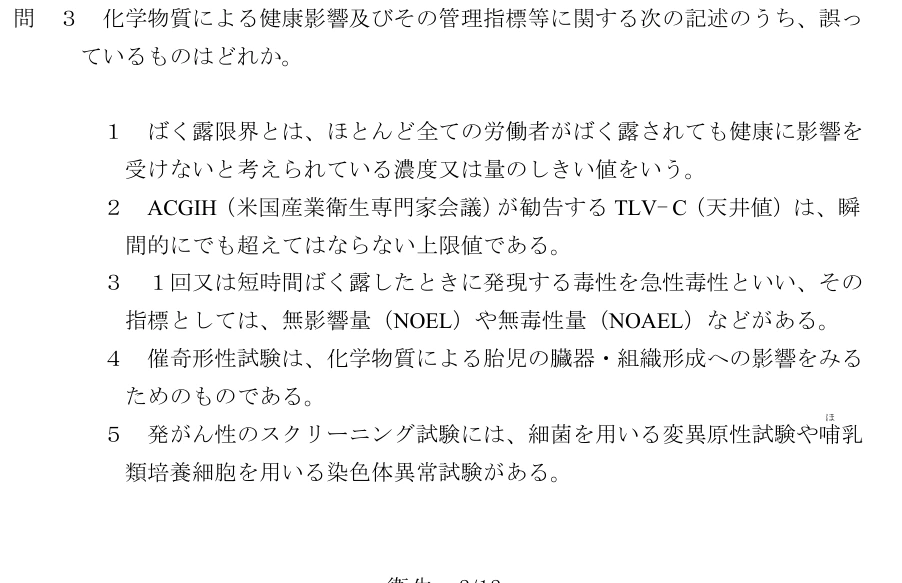 問　３　化学物質による健康影響及びその管理指標等に関する次の記述のうち、誤っ
ているものはどれか。
１　ばく露限界とは、ほとんど全ての労働者がばく露されても健康に影響を
受けないと考えられている濃度又は量のしきい値をいう。
２　ACGIH（米国産業衛生専門家会議）が勧告する TLV-C（天井値）は、瞬
間的にでも超えてはならない上限値である。
３　１回又は短時間ばく露したときに発現する毒性を急性毒性といい、その
指標としては、無影響量（NOEL）や無毒性量（NOAEL）などがある。
４　催奇形性試験は、化学物質による胎児の臓器・組織形成への影響をみる
ためのものである。
ほ
５　発がん性のスクリーニング試験には、細菌を用いる変異原性試験や哺乳
類培養細胞を用いる染色体異常試験がある。